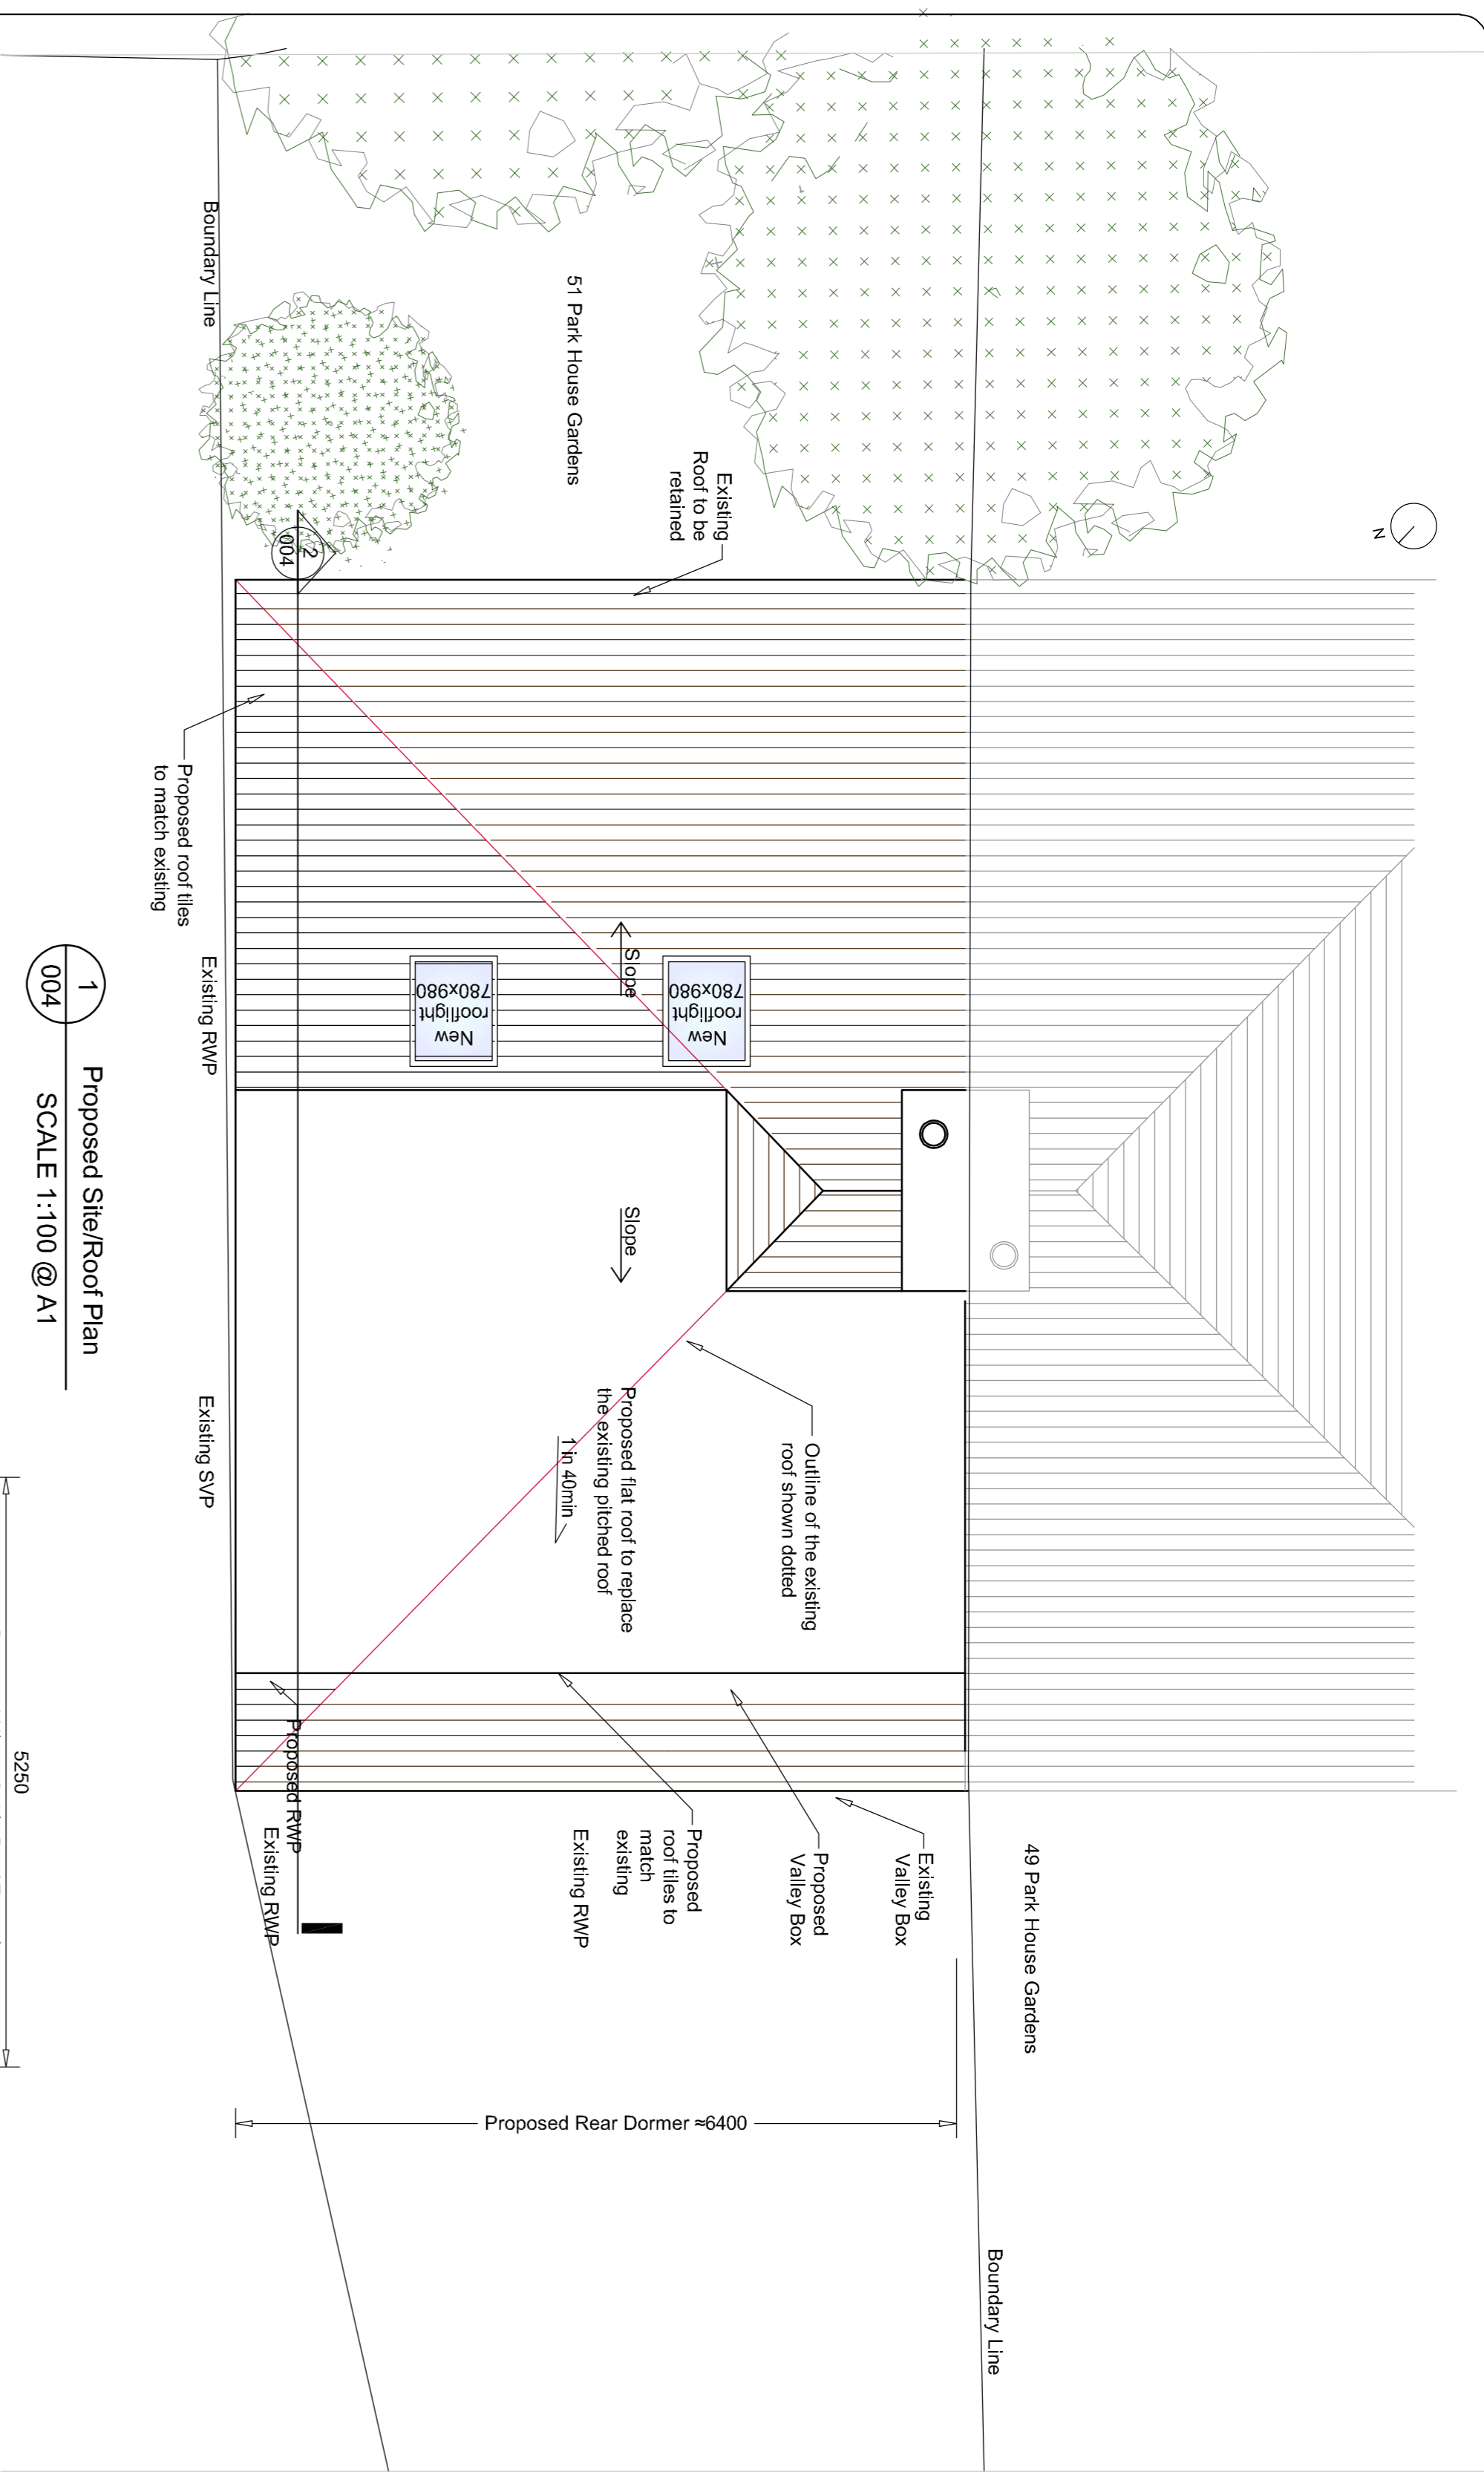 N
Boundary Line
51 Park House Gardens
Existing
Roof to be
retained
2
004
Proposed roof tiles
to match existing
Existing RWP
New
rooflight
780x980
New
rooflight
780x980
Slope
Slope
1
004
Proposed Site/Roof Plan
SCALE 1:100 @ A1
Existing SVP
Outline of the existing
roof shown dotted
Proposed flat roof to replace
the existing pitched roof
1 in 40min
Proposed RWP
Existing RWP
Existing RWP
Proposed
roof tiles to
match
existing
Proposed
Valley Box
Existing
Valley Box
49 Park House Gardens
5250
Proposed Rear Dormer ≈6400
Boundary Line